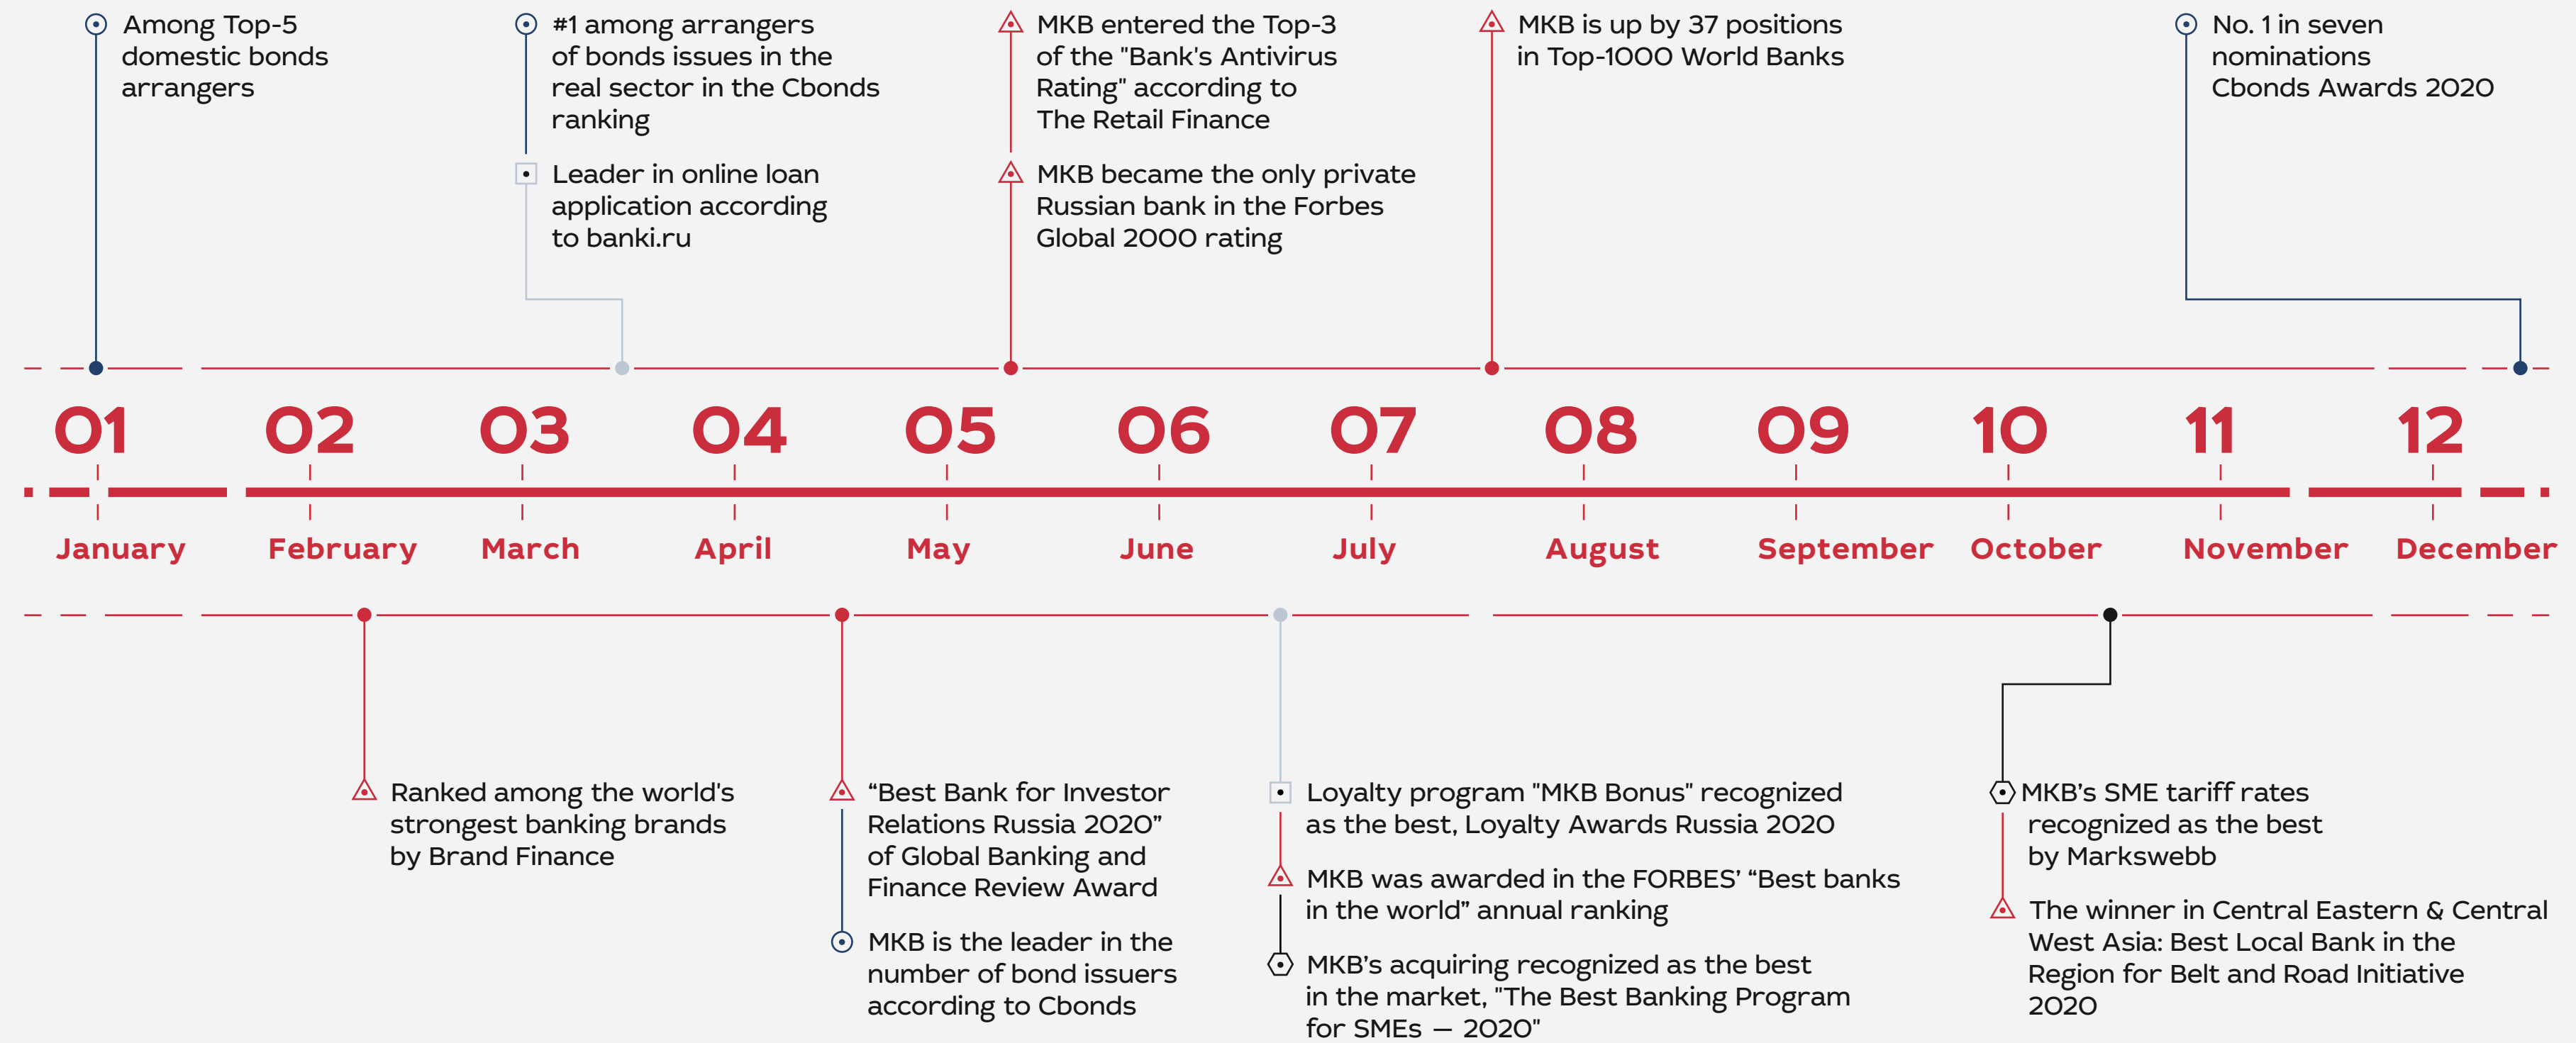 Among Top-5
domestic bonds
arrangers
#1 among arrangers
of bonds issues in the
real sector in the Cbonds
ranking
Leader in online loan
application according
to banki.ru
MKB entered the Top-3
of the "Bank's Antivirus
Rating" according to
The Retail Finance
MKB became the only private
Russian bank in the Forbes
Global 2000 rating
MKB is up by 37 positions
in Top-1000 World Banks
No. 1 in seven
nominations
Cbonds Awards 2020
01
02
03
04
05
06
07
08
09
10
11
12
January
February
March
April
May
June
July
August
September
October
November
December
Ranked among the world's
strongest banking brands
by Brand Finance
“Best Bank for Investor
Relations Russia 2020”
of Global Banking and
Finance Review Award
MKB is the leader in the
number of bond issuers
according to Cbonds
Loyalty program "MKB Bonus" recognized
as the best, Loyalty Awards Russia 2020
MKB was awarded in the FORBES’ “Best banks
in the world” annual ranking
MKB’s acquiring recognized as the best
in the market, "The Best Banking Program
for SMEs — 2020"
MKB’s SME tariff rates
recognized as the best
by Markswebb
The winner in Central Eastern & Central
West Asia: Best Local Bank in the
Region for Belt and Road Initiative
2020